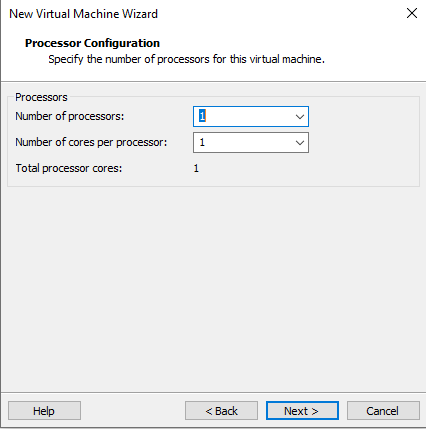 New Virtual Machine Wizard
Processor Configuration
Specify the number of processors for this virtual machine.
Processors
Number of processors: 1
Number of cores per processor: 1
Total processor cores: 1
Help < Back Next > Cancel